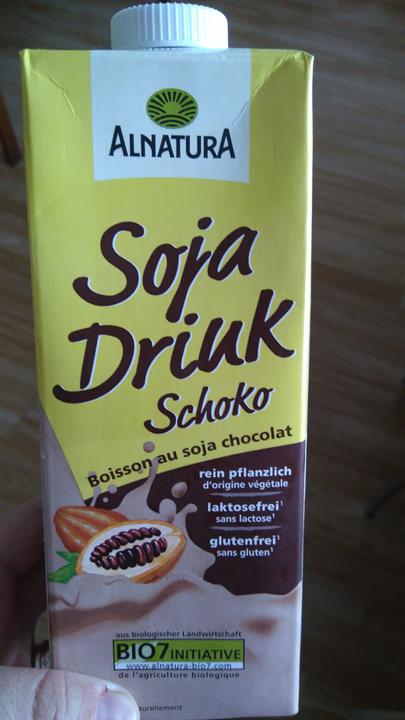 ALNATURA
Soja
Drink
Schoko
Boisson au soja chocolat
rein pflanzlich
d'origine végétale
laktosefrei¹
sans lactose¹
glutenfrei¹
sans gluten¹
aus biologischer Landwirtschaft
BIO7 INITIATIVE
www.alnatura-bio7.com
de l'agriculture biologique